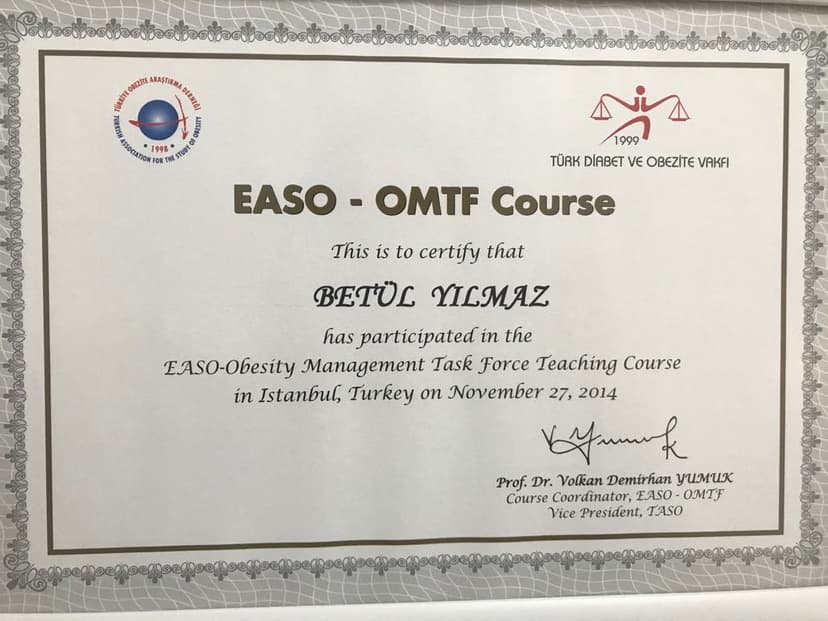 TÜRKİYE OBEZİTE ARAŞTIRMA DERNEĞİ
TURKISH ASSOCIATION FOR THE STUDY OF OBESITY
• 1998 •
1999
TÜRK DİABET VE OBEZİTE VAKFI
EASO - OMTF Course
This is to certify that
BETÜL YILMAZ
has participated in the
EASO-Obesity Management Task Force Teaching Course
in Istanbul, Turkey on November 27, 2014
V Yumuk
Prof. Dr. Volkan Demirhan YUMUK
Course Coordinator, EASO - OMTF
Vice President, TASO